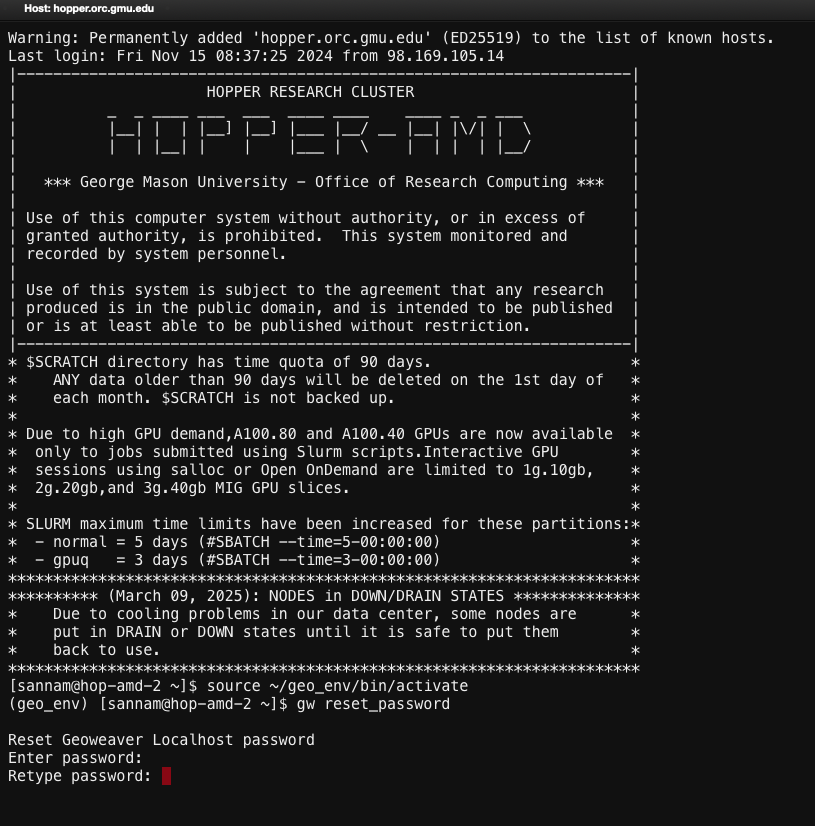 Host: hopper.orc.gmu.edu
Warning: Permanently added 'hopper.orc.gmu.edu' (ED25519) to the list of known hosts.
Last login: Fri Nov 15 08:37:25 2024 from 98.169.105.14
HOPPER RESEARCH CLUSTER
HOPPER-AMD
*** George Mason University - Office of Research Computing ***
Use of this computer system without authority, or in excess of
granted authority, is prohibited.  This system monitored and
recorded by system personnel.
Use of this system is subject to the agreement that any research
produced is in the public domain, and is intended to be published
or is at least able to be published without restriction.
* $SCRATCH directory has time quota of 90 days. *
* ANY data older than 90 days will be deleted on the 1st day of *
* each month. $SCRATCH is not backed up. *
* *
* Due to high GPU demand,A100.80 and A100.40 GPUs are now available *
* only to jobs submitted using Slurm scripts.Interactive GPU *
* sessions using salloc or Open OnDemand are limited to 1g.10gb, *
* 2g.20gb,and 3g.40gb MIG GPU slices. *
* *
* SLURM maximum time limits have been increased for these partitions:*
* - normal = 5 days (#SBATCH --time=5-00:00:00) *
* - gpuq   = 3 days (#SBATCH --time=3-00:00:00) *
**********************************************************************
********** (March 09, 2025): NODES in DOWN/DRAIN STATES **************
* Due to cooling problems in our data center, some nodes are *
* put in DRAIN or DOWN states until it is safe to put them *
* back to use. *
**********************************************************************
[sannam@hop-amd-2 ~]$ source ~/geo_env/bin/activate
(geo_env) [sannam@hop-amd-2 ~]$ gw reset_password
Reset Geoweaver Localhost password
Enter password:
Retype password: